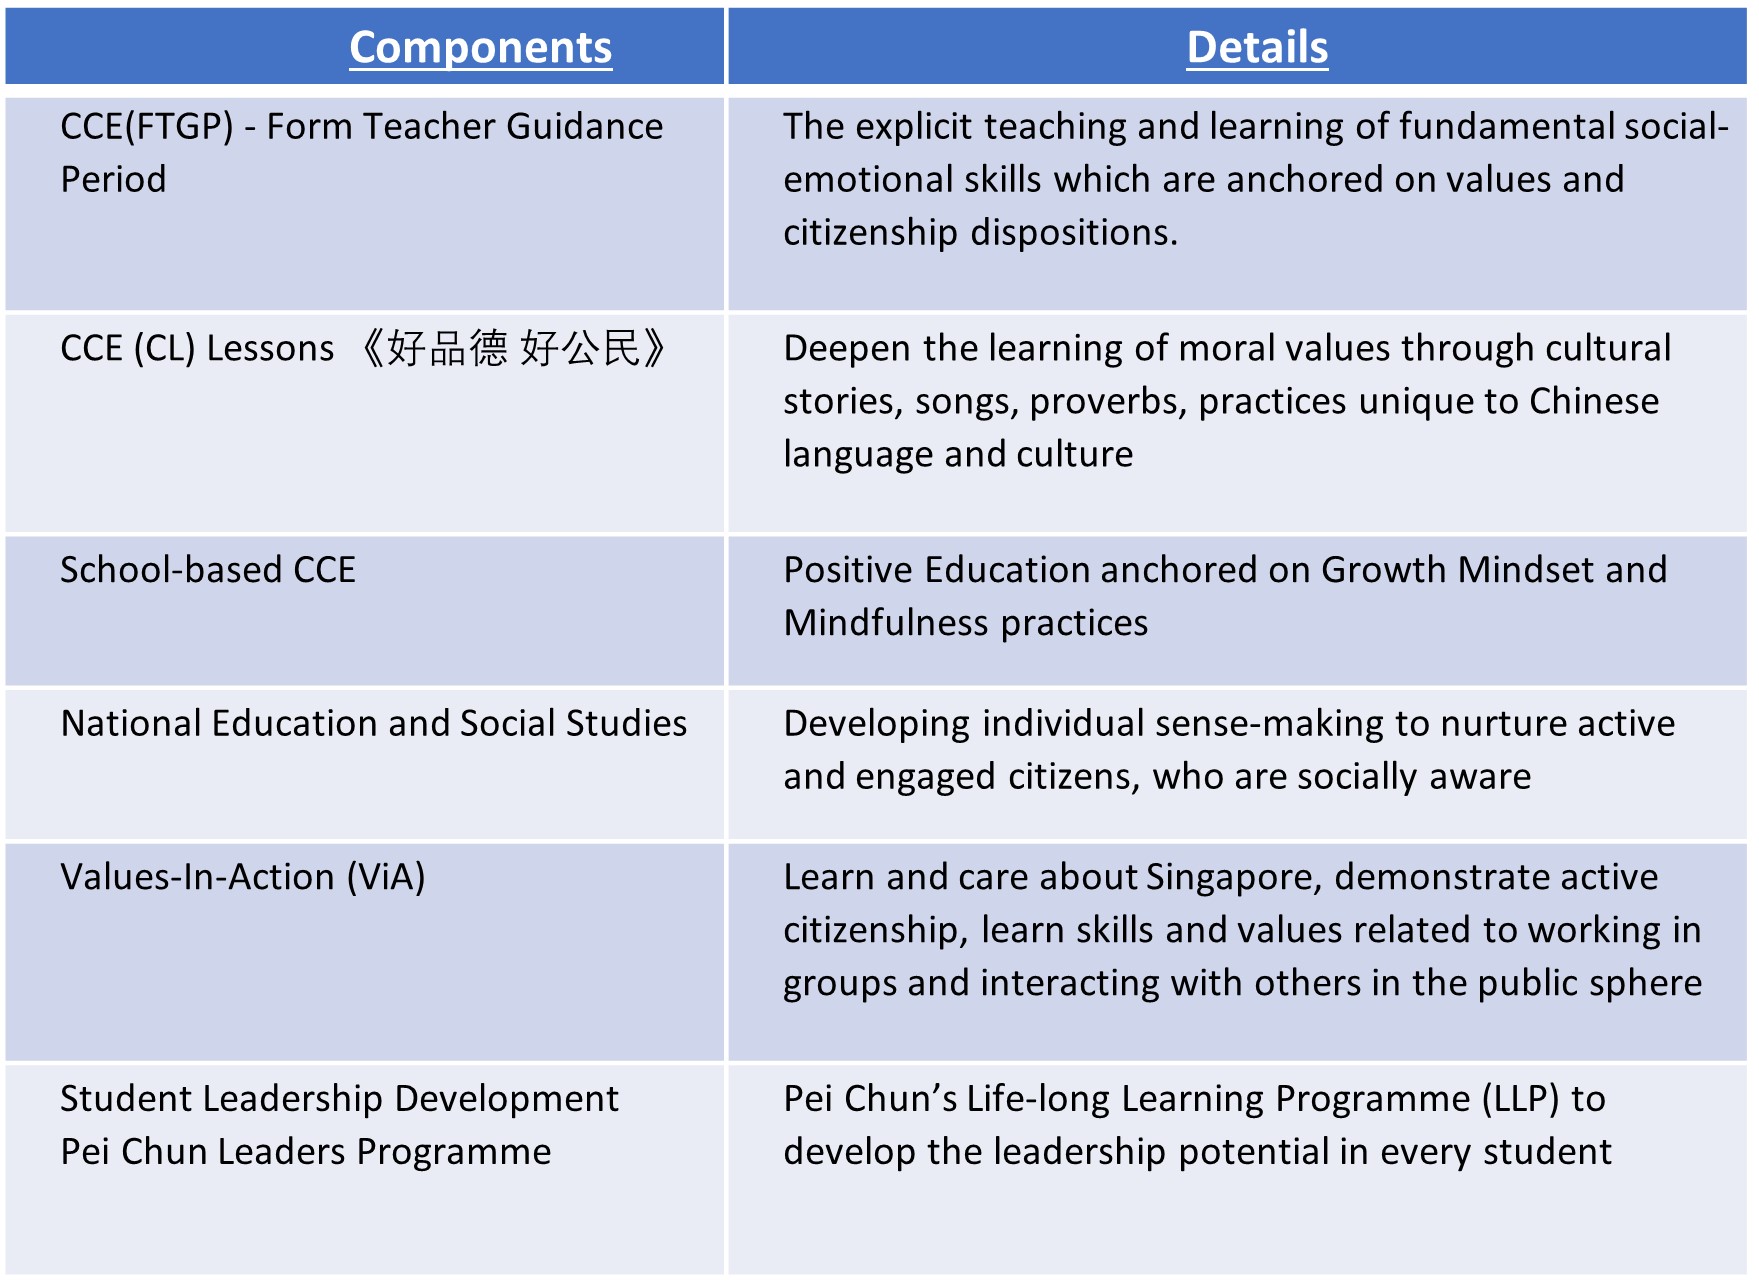 Components
Details
CCE(FTGP) - Form Teacher Guidance
Period
The explicit teaching and learning of fundamental social-
emotional skills which are anchored on values and
citizenship dispositions.
CCE (CL) Lessons 《好品德 好公民》
Deepen the learning of moral values through cultural
stories, songs, proverbs, practices unique to Chinese
language and culture
School-based CCE
Positive Education anchored on Growth Mindset and
Mindfulness practices
National Education and Social Studies
Developing individual sense-making to nurture active
and engaged citizens, who are socially aware
Values-In-Action (ViA)
Learn and care about Singapore, demonstrate active
citizenship, learn skills and values related to working in
groups and interacting with others in the public sphere
Student Leadership Development
Pei Chun Leaders Programme
Pei Chun’s Life-long Learning Programme (LLP) to
develop the leadership potential in every student